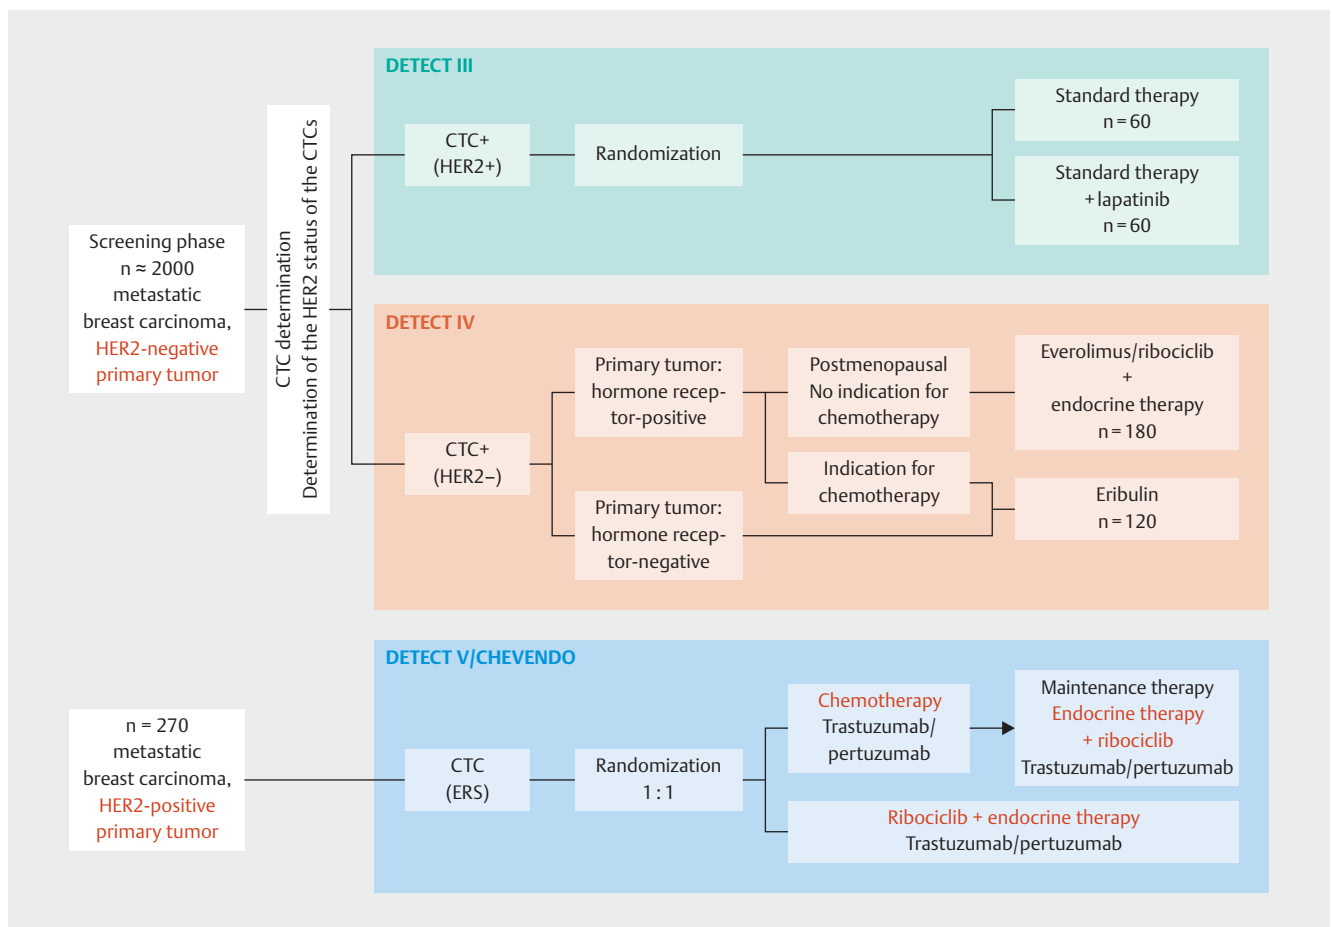 Screening phase
n ≈ 2000
metastatic
breast carcinoma,
HER2-negative
primary tumor
CTC determination
Determination of the HER2 status of the CTCs
DETECT III
CTC+
(HER2+)
Randomization
Standard therapy
n = 60
Standard therapy
+ lapatinib
n = 60
DETECT IV
CTC+
(HER2–)
Primary tumor:
hormone recep-
tor-positive
Postmenopausal
No indication for
chemotherapy
Everolimus/ribociclib
+
endocrine therapy
n = 180
Indication for
chemotherapy
Primary tumor:
hormone recep-
tor-negative
Eribulin
n = 120
n = 270
metastatic
breast carcinoma,
HER2-positive
primary tumor
DETECT V/CHEVENDO
CTC
(ERS)
Randomization
1 : 1
Chemotherapy
Trastuzumab/
pertuzumab
Maintenance therapy
Endocrine therapy
+ ribociclib
Trastuzumab/pertuzumab
Ribociclib + endocrine therapy
Trastuzumab/pertuzumab